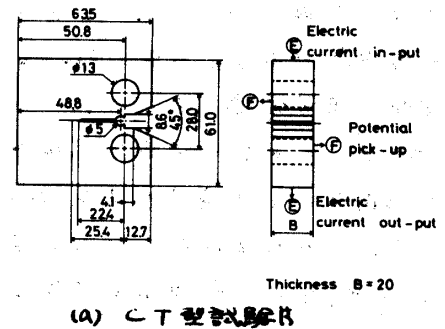 63.5
50.8
φ13
48.8
φ5
8.6
45°
28.0
61.0
4.1
22.4
25.4
12.7
E
Electric
current in-put
F
Potential
F
pick-up
E
Electric
current out-put
B
Thickness B = 20
(a) CT型試験片